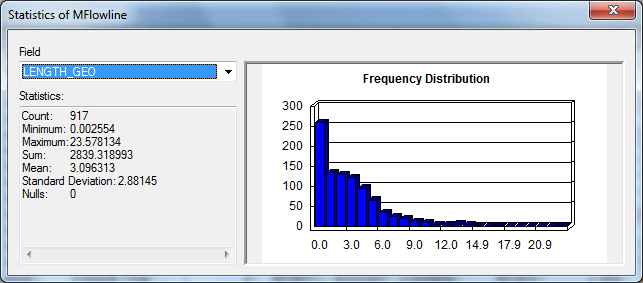 Statistics of MFlowline
Field
LENGTH_GEO
Statistics:
Count: 917
Minimum: 0.002554
Maximum: 23.578134
Sum: 2839.318993
Mean: 3.096313
Standard Deviation: 2.88145
Nulls: 0
Frequency Distribution
300
250
200
150
100
50
0
0.0 3.0 6.0 9.0 12.0 14.9 17.9 20.9